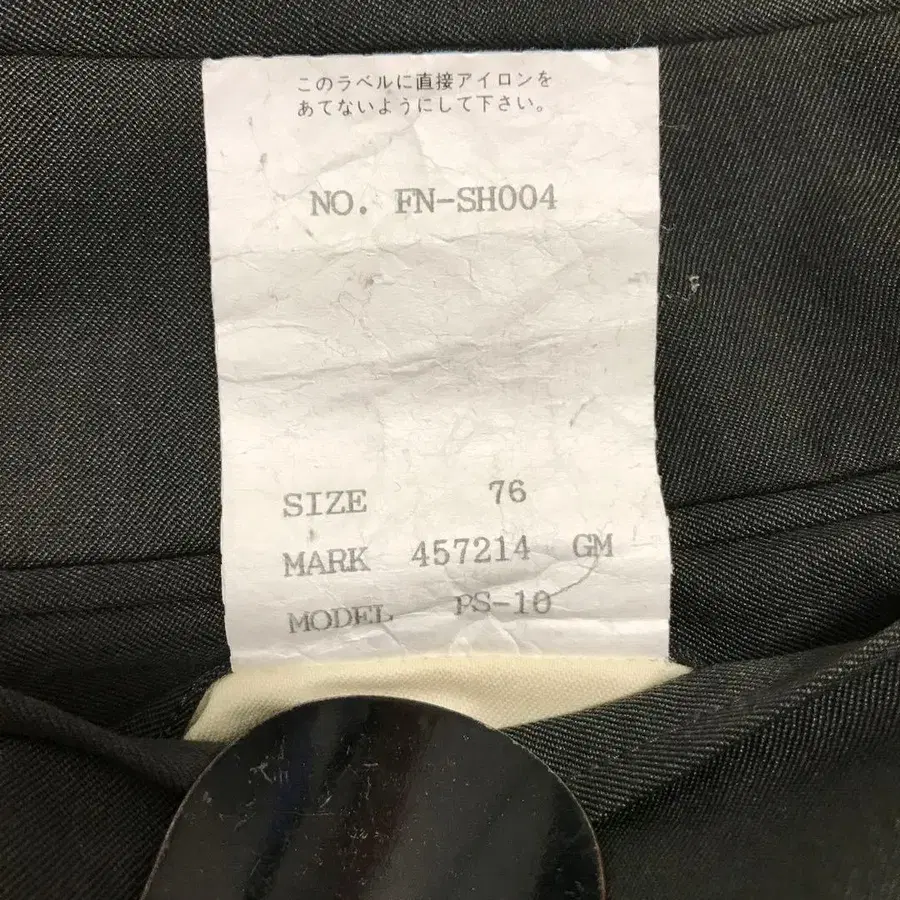 このラベルに直接アイロンを
あてないようにして下さい。
NO. FN-SH004
SIZE 76
MARK 457214 GM
MODEL PS-10